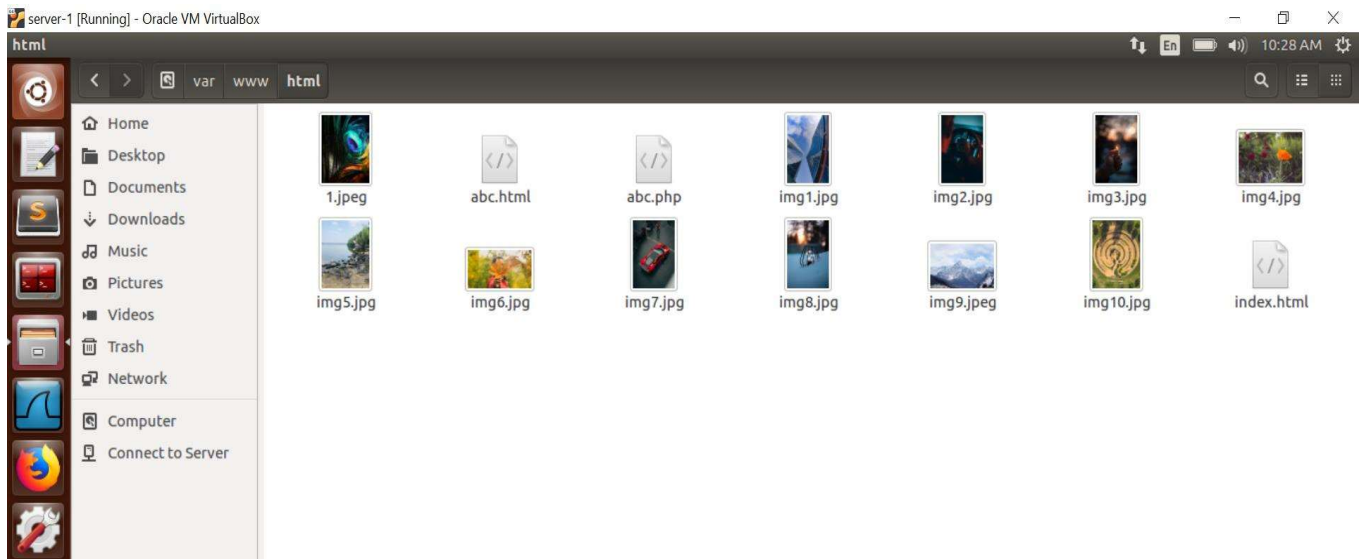 server-1 [Running] - Oracle VM VirtualBox
html
En
10:28 AM
var www html
Home
Desktop
Documents
Downloads
Music
Pictures
Videos
Trash
Network
Computer
Connect to Server
1.jpeg abc.html abc.php img1.jpg img2.jpg img3.jpg img4.jpg
img5.jpg img6.jpg img7.jpg img8.jpg img9.jpeg img10.jpg index.html